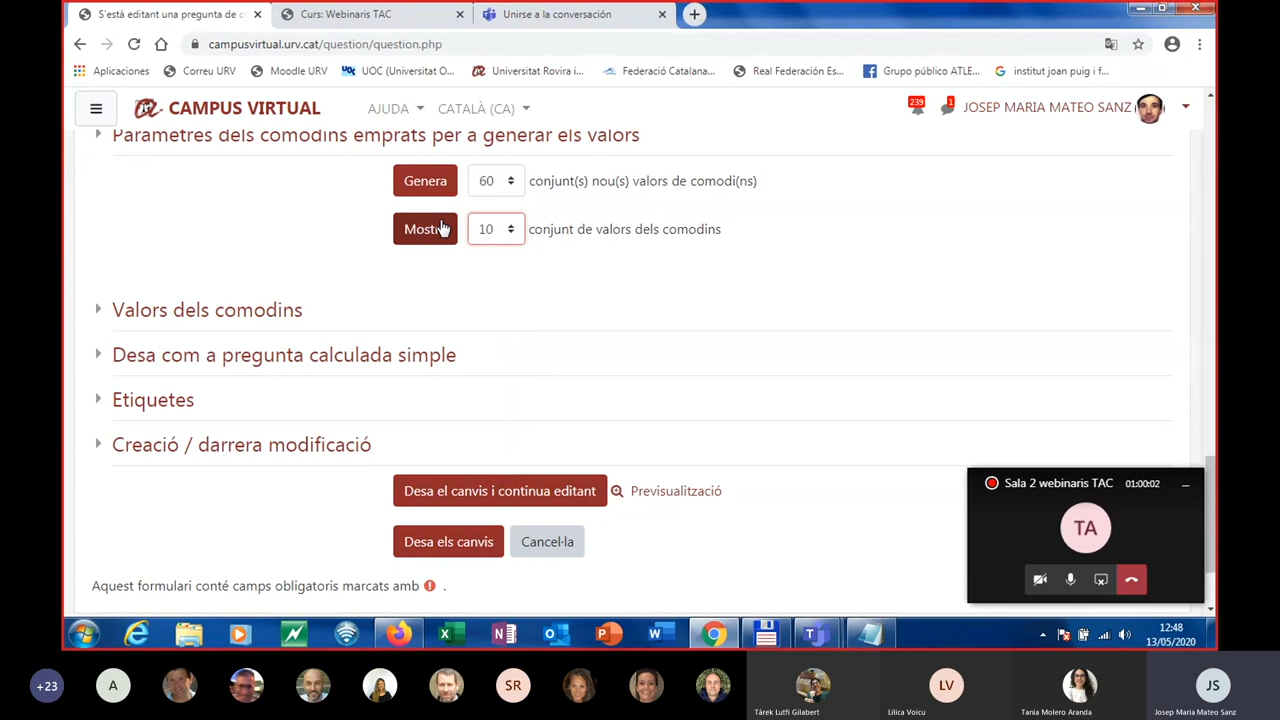 S'està editant una pregunta de c
Curs: Webinaris TAC
Unirse a la conversación
campusvirtual.urv.cat/question/question.php
Aplicaciones
Correu URV
Moodle URV
UOC (Universitat O...
Universitat Rovira i...
Federació Catalana...
Real Federación Es...
Grupo público ATLE...
institut joan puig i f...
CAMPUS VIRTUAL
AJUDA
CATALÀ (CA)
239
1
JOSEP MARIA MATEO SANZ
Paràmetres dels comodins emprats per a generar els valors
Genera
60
conjunt(s) nou(s) valors de comodi(ns)
Mostr
10
conjunt de valors dels comodins
Valors dels comodins
Desa com a pregunta calculada simple
Etiquetes
Creació / darrera modificació
Desa el canvis i continua editant
Previsualització
Desa els canvis
Cancel·la
Aquest formulari conté camps obligatoris marcats amb
.
Sala 2 webinaris TAC
01:00:02
TA
12:48
13/05/2020
+23
A
SR
Tàrek Lutfi Gilabert
LV
Lilica Voicu
Tania Molero Aranda
JS
Josep Maria Mateo Sanz